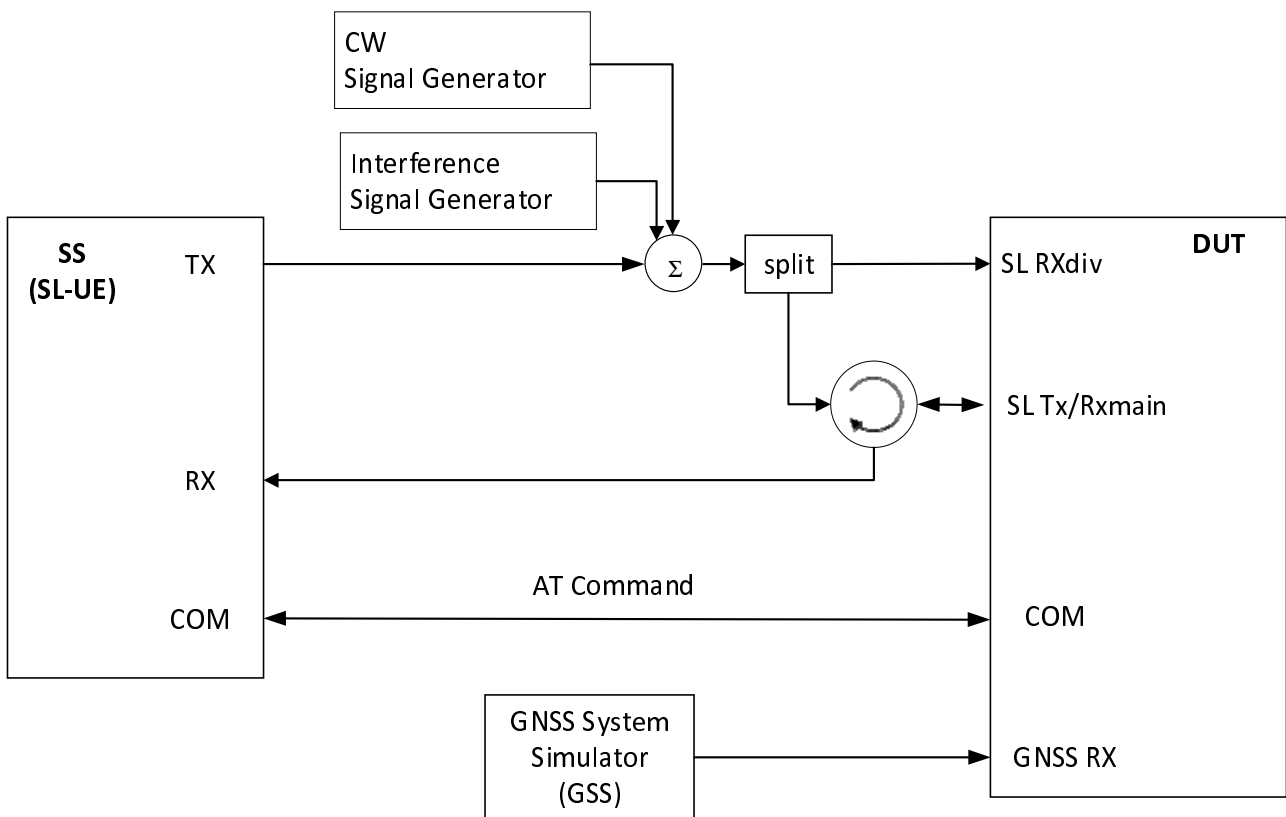 CW
Signal Generator
Interference
Signal Generator
SS
(SL-UE)
TX
Σ
split
SL RXdiv
DUT
SL Tx/Rxmain
RX
AT Command
COM
COM
GNSS System
Simulator
(GSS)
GNSS RX